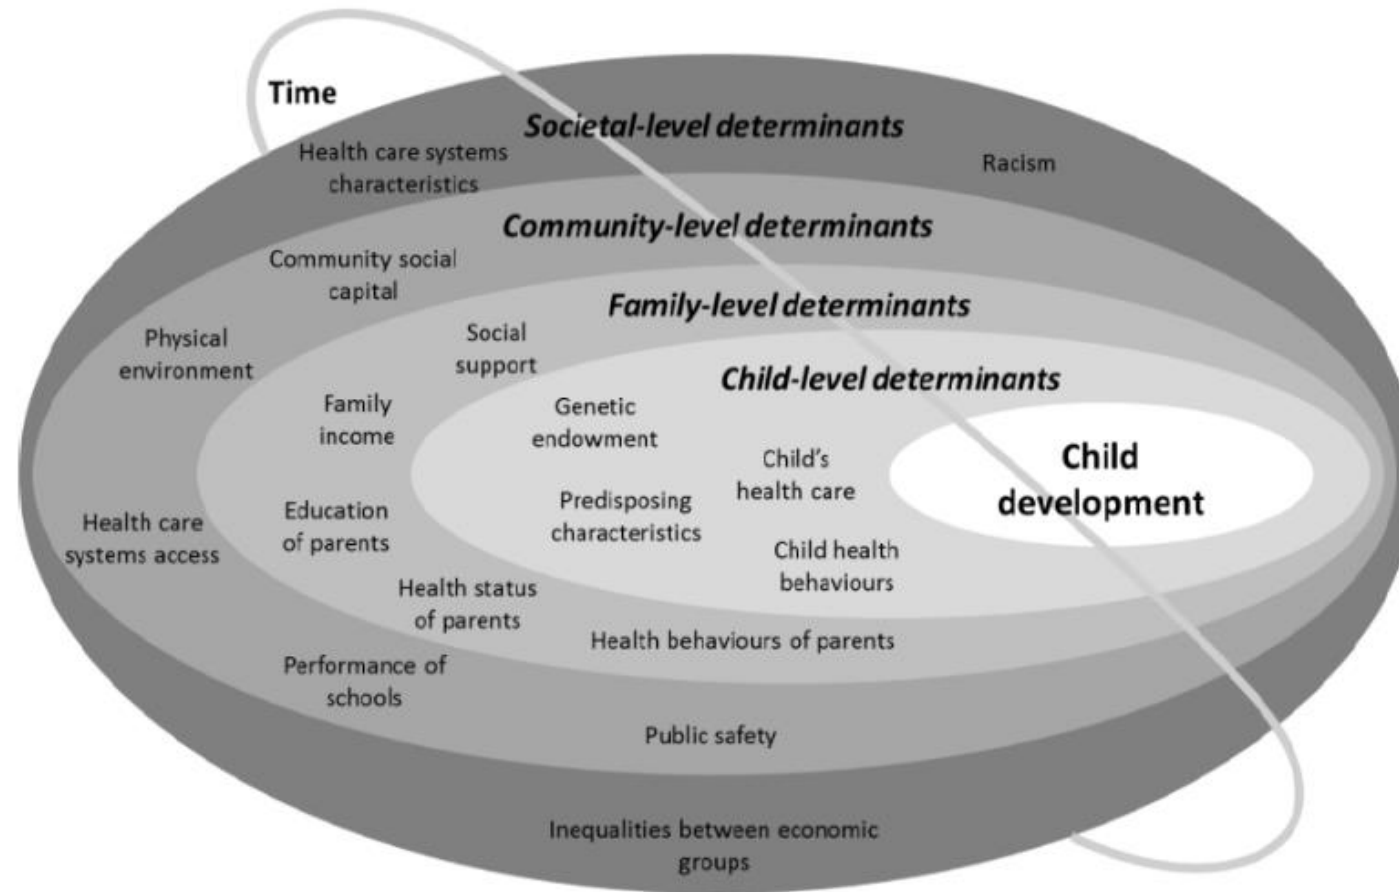 Time
Societal-level determinants
Health care systems
characteristics
Racism
Community-level determinants
Community social
capital
Physical
environment
Health care
systems access
Performance of
schools
Public safety
Family-level determinants
Social
support
Family
income
Education
of parents
Health status
of parents
Health behaviours of parents
Child-level determinants
Genetic
endowment
Predisposing
characteristics
Child's
health care
Child health
behaviours
Child
development
Inequalities between economic
groups